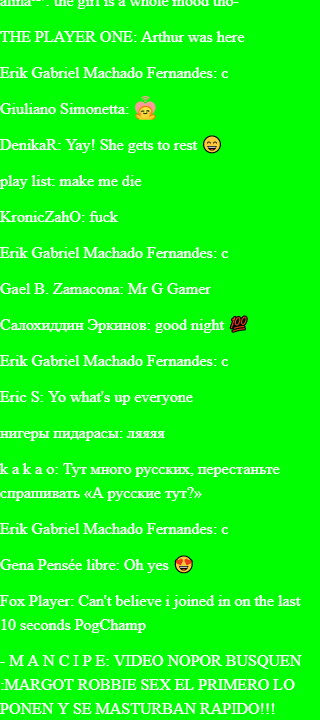 alina™: the girl is a whole mood tho-
THE PLAYER ONE: Arthur was here
Erik Gabriel Machado Fernandes: c
Giuliano Simonetta:
DenikaR: Yay! She gets to rest 😄
play list: make me die
KronicZahO: fuck
Erik Gabriel Machado Fernandes: c
Gael B. Zamacona: Mr G Gamer
Салохиддин Эркинов: good night 💯
Erik Gabriel Machado Fernandes: c
Eric S: Yo what's up everyone
нигеры пидарасы: ляяяя
k a k a o: Тут много русских, перестаньте
спрашивать «А русские тут?»
Erik Gabriel Machado Fernandes: c
Gena Pensée libre: Oh yes 😍
Fox Player: Can't believe i joined in on the last
10 seconds PogChamp
- M A N C I P E: VIDEO NOPOR BUSQUEN
:MARGOT ROBBIE SEX EL PRIMERO LO
PONEN Y SE MASTURBAN RAPIDO!!!